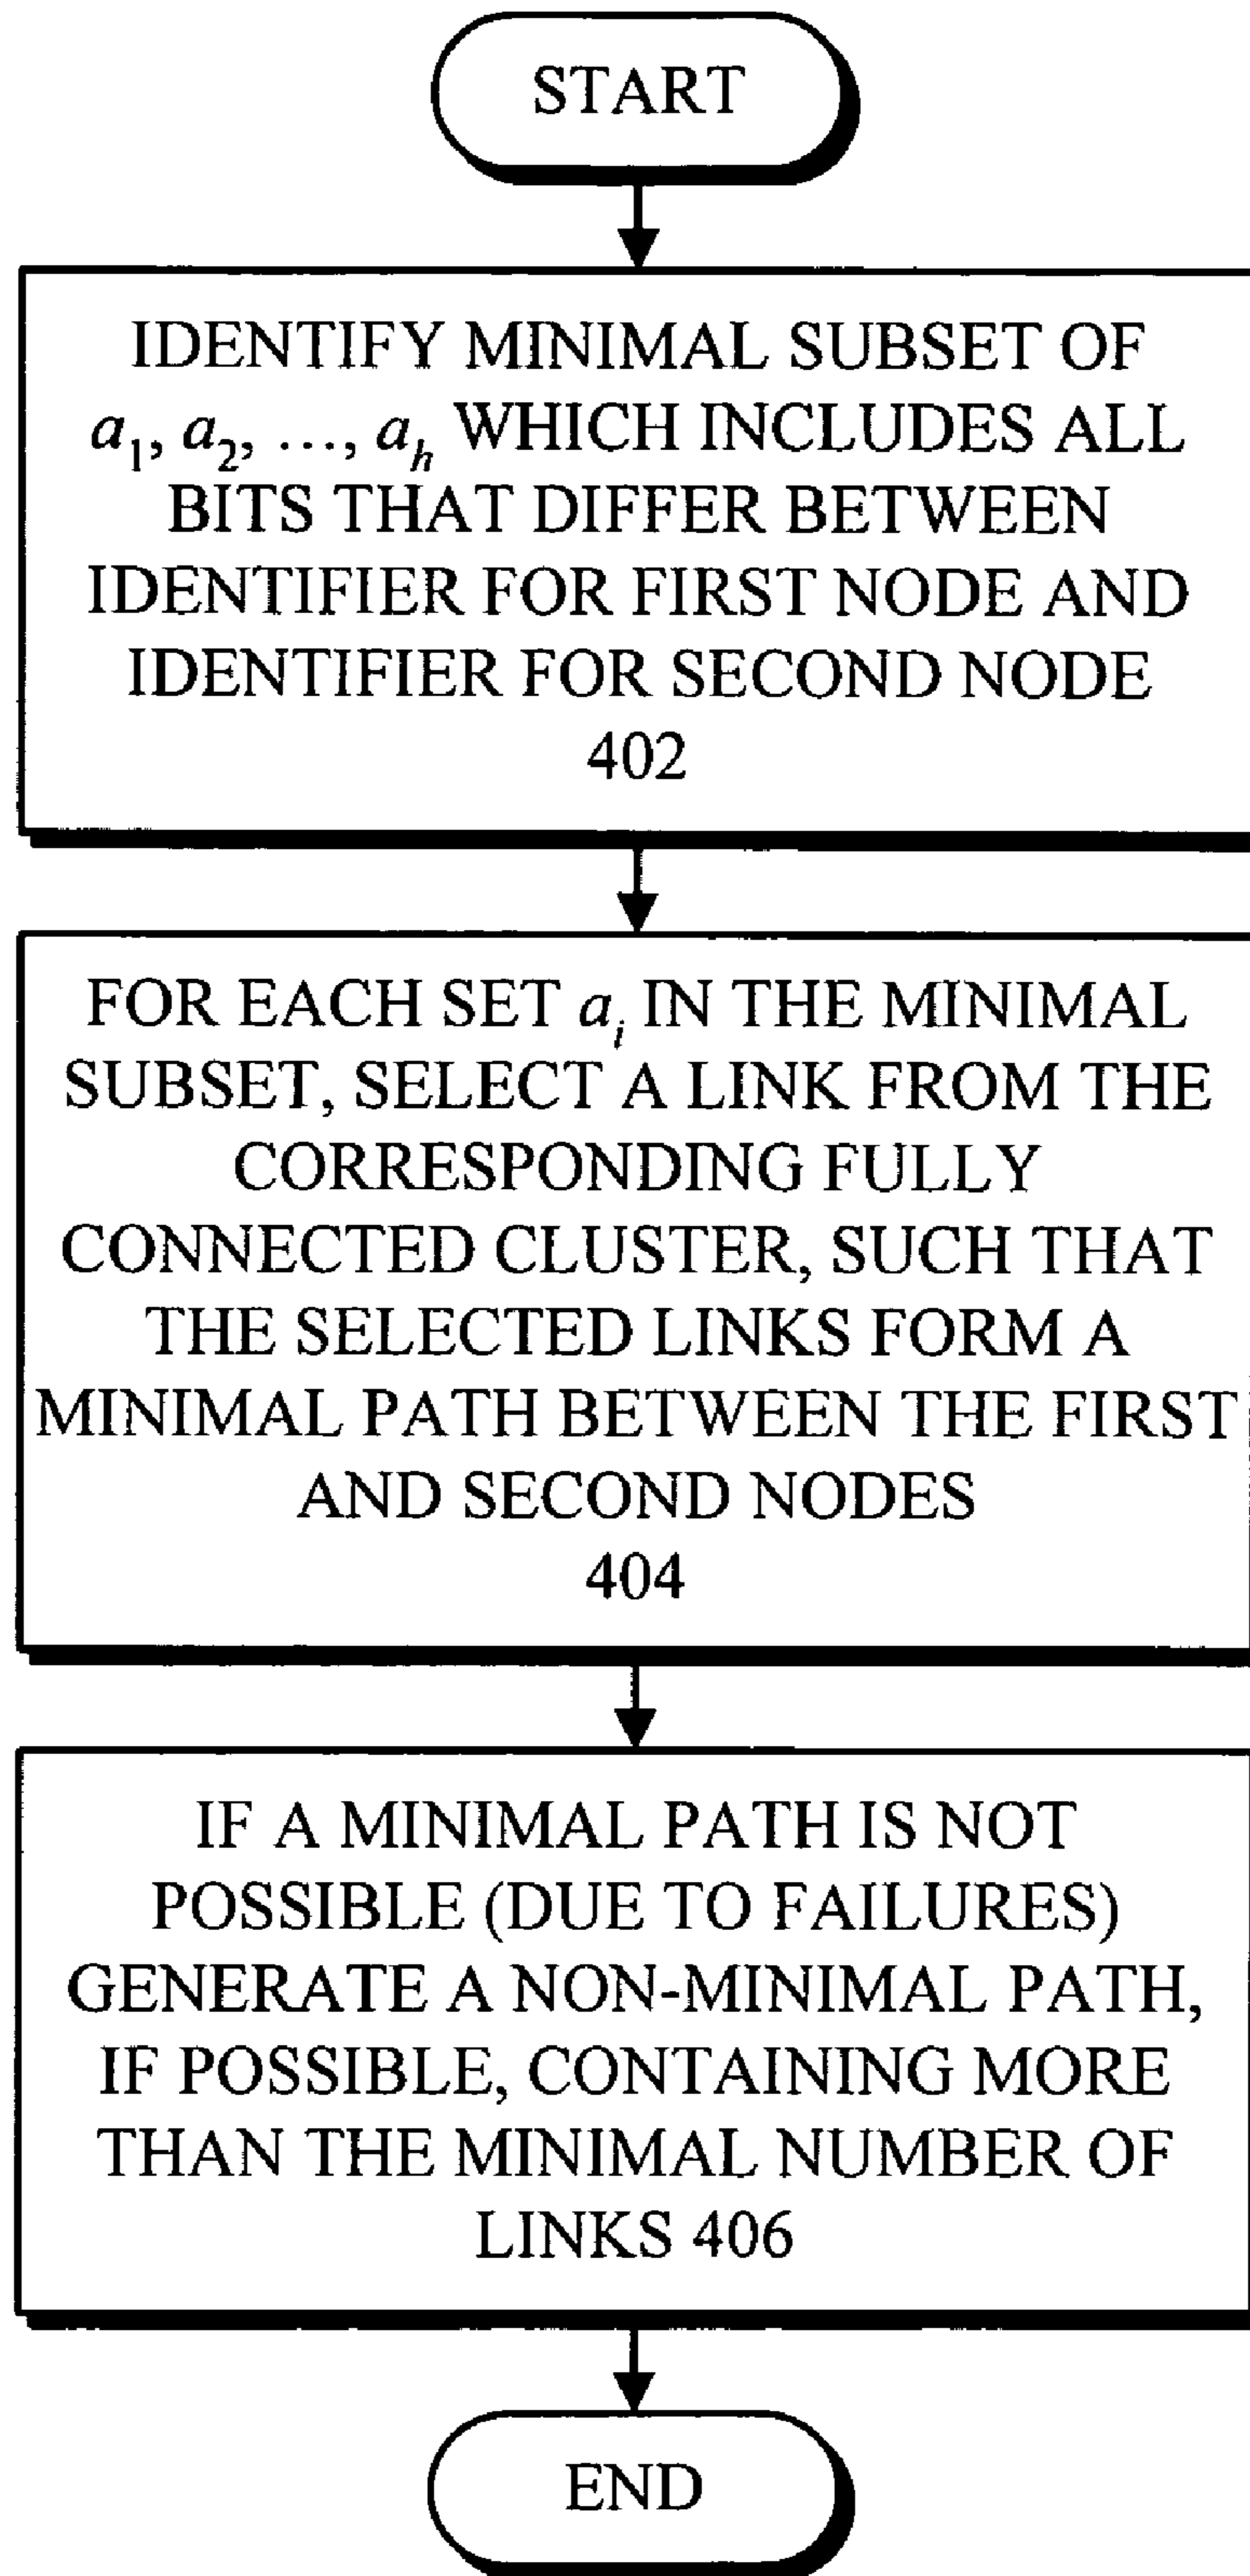 START
IDENTIFY MINIMAL SUBSET OF
a1, a2, ..., ah WHICH INCLUDES ALL
BITS THAT DIFFER BETWEEN
IDENTIFIER FOR FIRST NODE AND
IDENTIFIER FOR SECOND NODE
402
FOR EACH SET ai IN THE MINIMAL
SUBSET, SELECT A LINK FROM THE
CORRESPONDING FULLY
CONNECTED CLUSTER, SUCH THAT
THE SELECTED LINKS FORM A
MINIMAL PATH BETWEEN THE FIRST
AND SECOND NODES
404
IF A MINIMAL PATH IS NOT
POSSIBLE (DUE TO FAILURES)
GENERATE A NON-MINIMAL PATH,
IF POSSIBLE, CONTAINING MORE
THAN THE MINIMAL NUMBER OF
LINKS 406
END